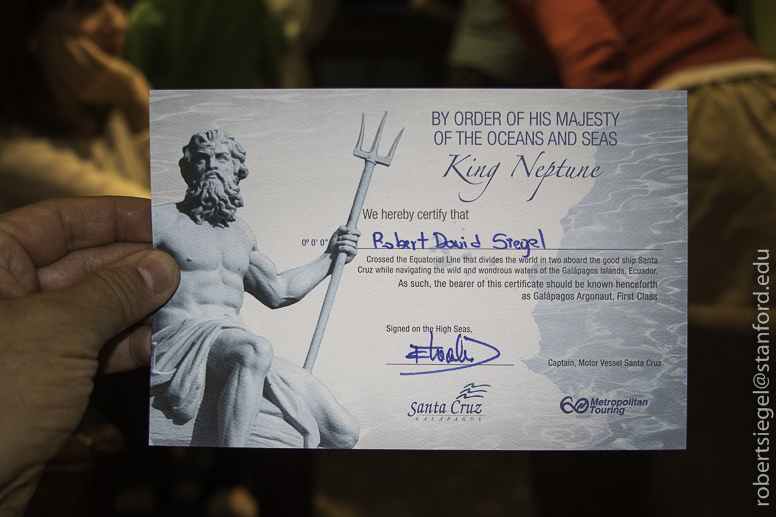 BY ORDER OF HIS MAJESTY
OF THE OCEANS AND SEAS
King Neptune
We hereby certify that
0° 0' 0"
Robert David Siegel
Crossed the Equatorial Line that divides the world in two aboard the good ship Santa
Cruz while navigating the wild and wondrous waters of the Galápagos Islands, Ecuador.
As such, the bearer of this certificate should be known henceforth
as Galápagos Argonaut, First Class
Signed on the High Seas,
Captain, Motor Vessel Santa Cruz
Santa Cruz
GALAPAGOS
60 Metropolitan
Touring
robertsiegel@stanford.edu